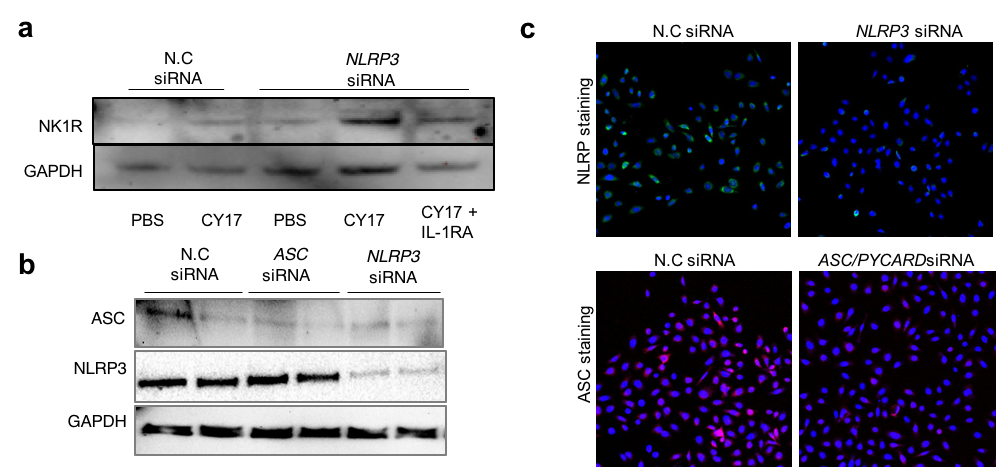 a
N.C
siRNA
NLRP3
siRNA
NK1R
GAPDH
PBS
CY17
PBS
CY17
CY17 +
IL-1RA
b
N.C
siRNA
ASC
siRNA
NLRP3
siRNA
ASC
NLRP3
GAPDH
c
N.C siRNA
NLRP3 siRNA
NLRP staining
N.C siRNA
ASC/PYCARDsiRNA
ASC staining